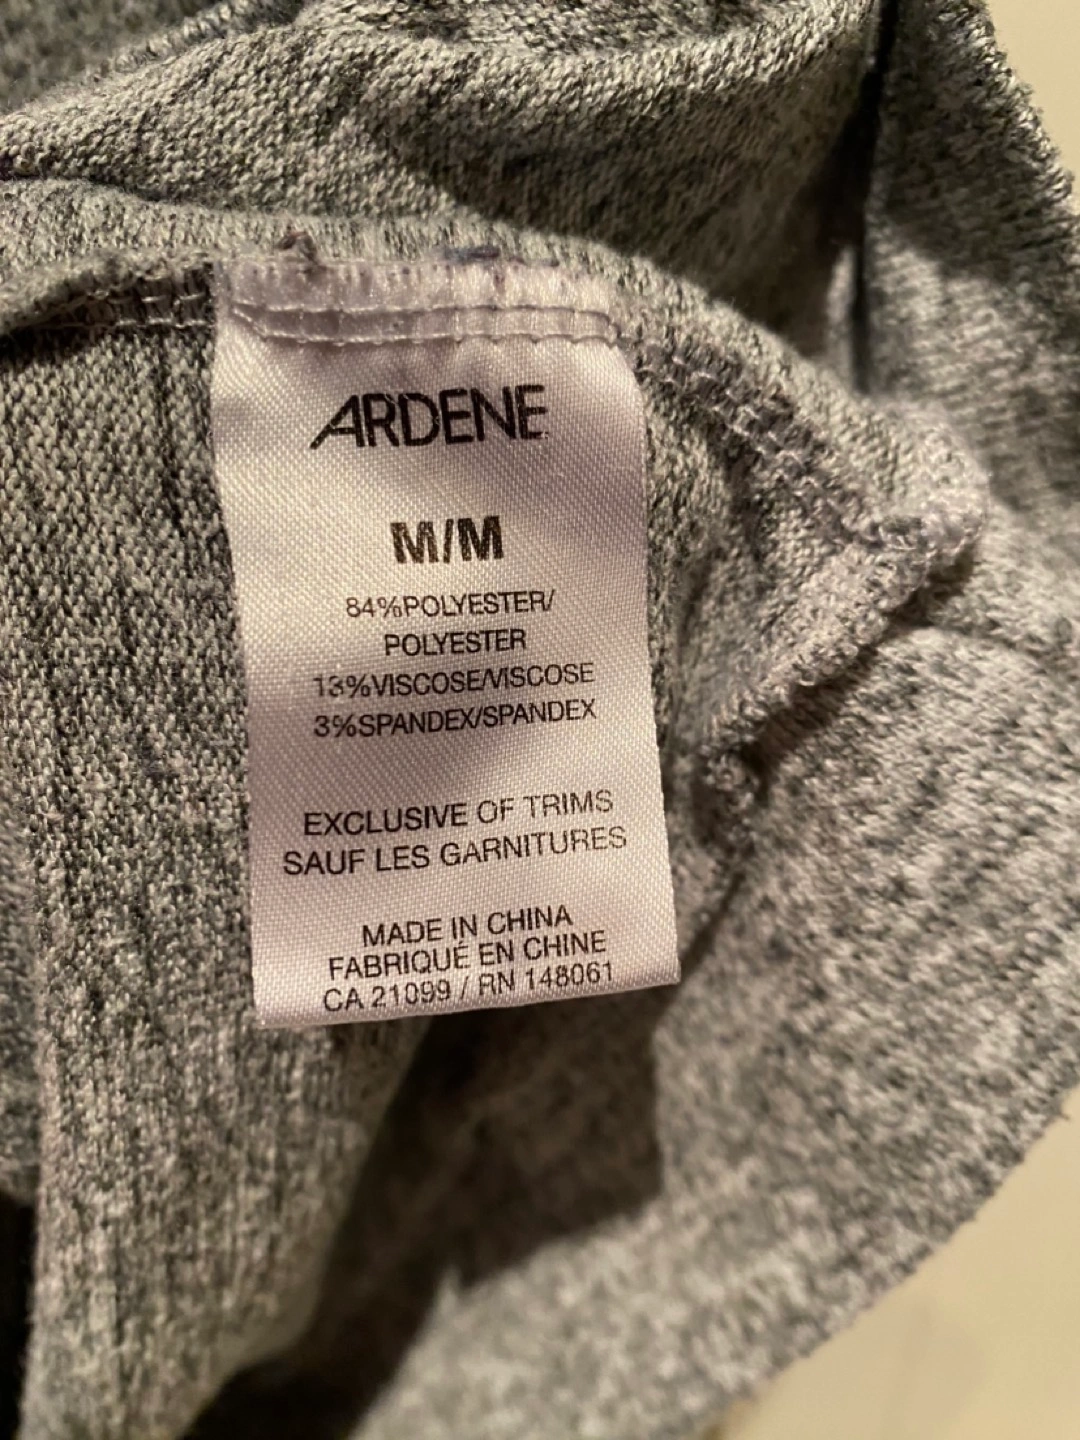 ARDENE
M/M
84%POLYESTER/
POLYESTER
13%VISCOSE/VISCOSE
3%SPANDEX/SPANDEX
EXCLUSIVE OF TRIMS
SAUF LES GARNITURES
MADE IN CHINA
FABRIQUÉ EN CHINE
CA 21099 / RN 148061